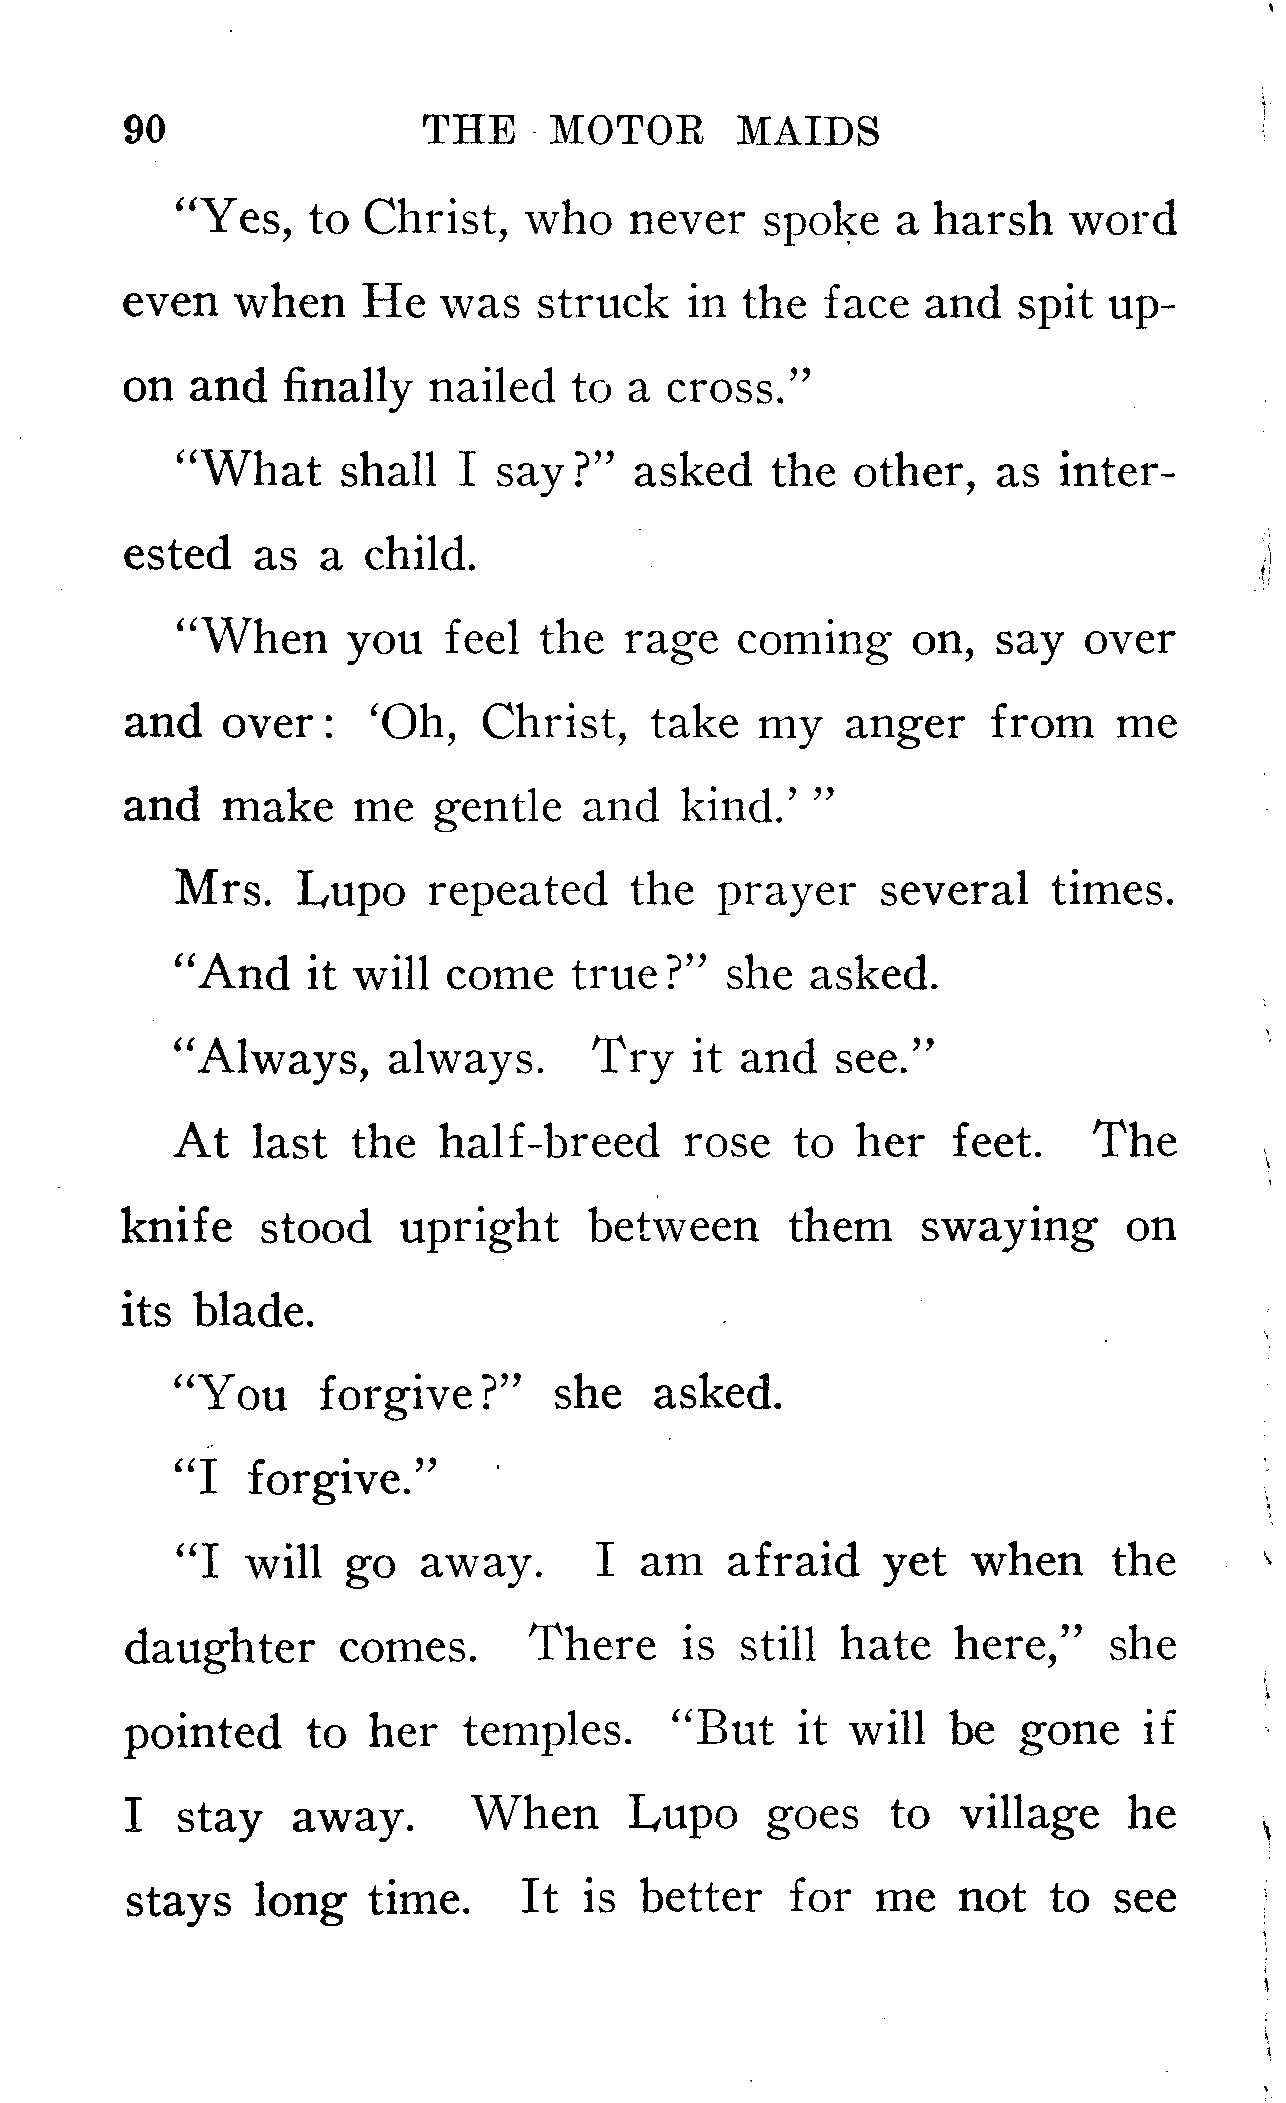 90 THE MOTOR MAIDS
“Yes, to Christ, who never spoke a harsh word
even when He was struck in the face and spit up-
on and finally nailed to a cross.”
“What shall I say?” asked the other, as inter-
ested as a child.
“When you feel the rage coming on, say over
and over: ‘Oh, Christ, take my anger from me
and make me gentle and kind.’ ”
Mrs. Lupo repeated the prayer several times.
“And it will come true?” she asked.
“Always, always. Try it and see.”
At last the half-breed rose to her feet. The
knife stood upright between them swaying on
its blade.
“You forgive?” she asked.
“I forgive.”
“I will go away. I am afraid yet when the
daughter comes. There is still hate here,” she
pointed to her temples. “But it will be gone if
I stay away. When Lupo goes to village he
stays long time. It is better for me not to see